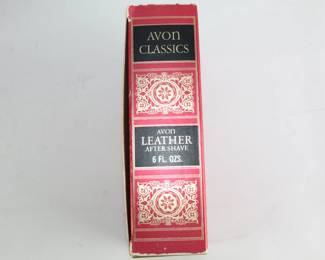 AVON
CLASSICS
AVON
LEATHER
AFTER SHAVE
6 FL. OZS.